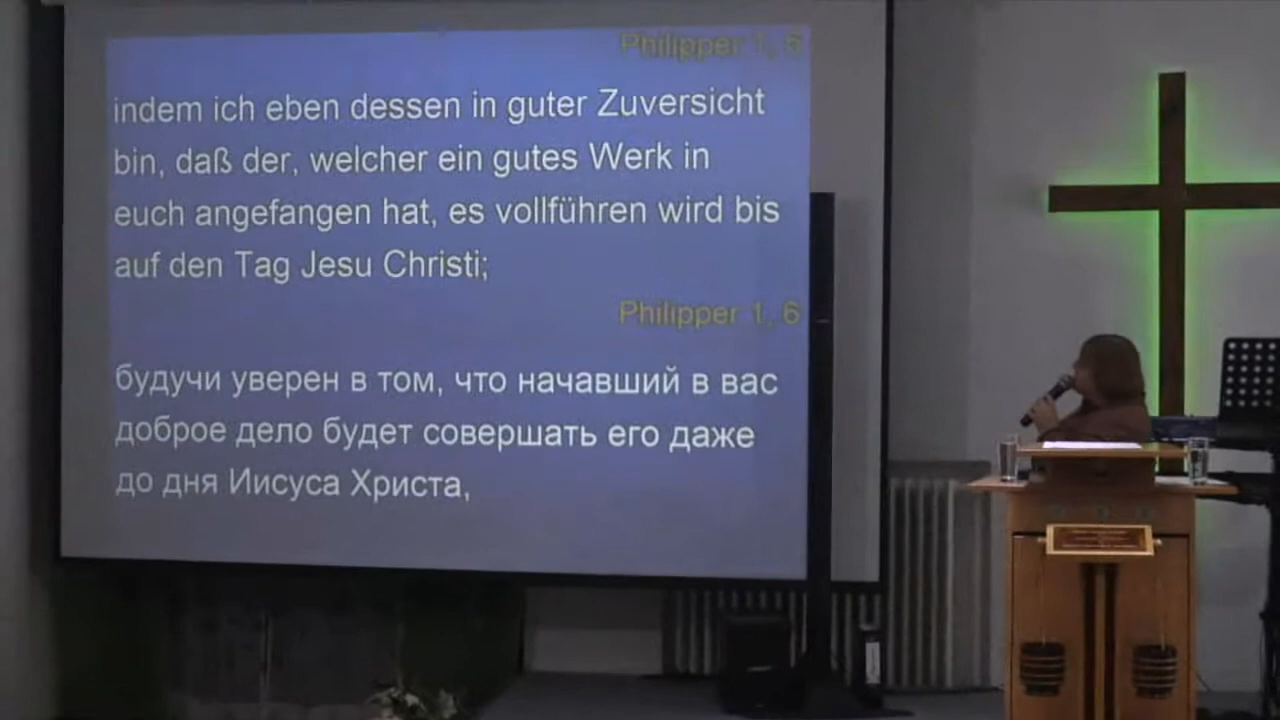 Philipper 1, 6
indem ich eben dessen in guter Zuversicht
bin, daß der, welcher ein gutes Werk in
euch angefangen hat, es vollführen wird bis
auf den Tag Jesu Christi;
Philipper 1, 6
будучи уверен в том, что начавший в вас
доброе дело будет совершать его даже
до дня Иисуса Христа,